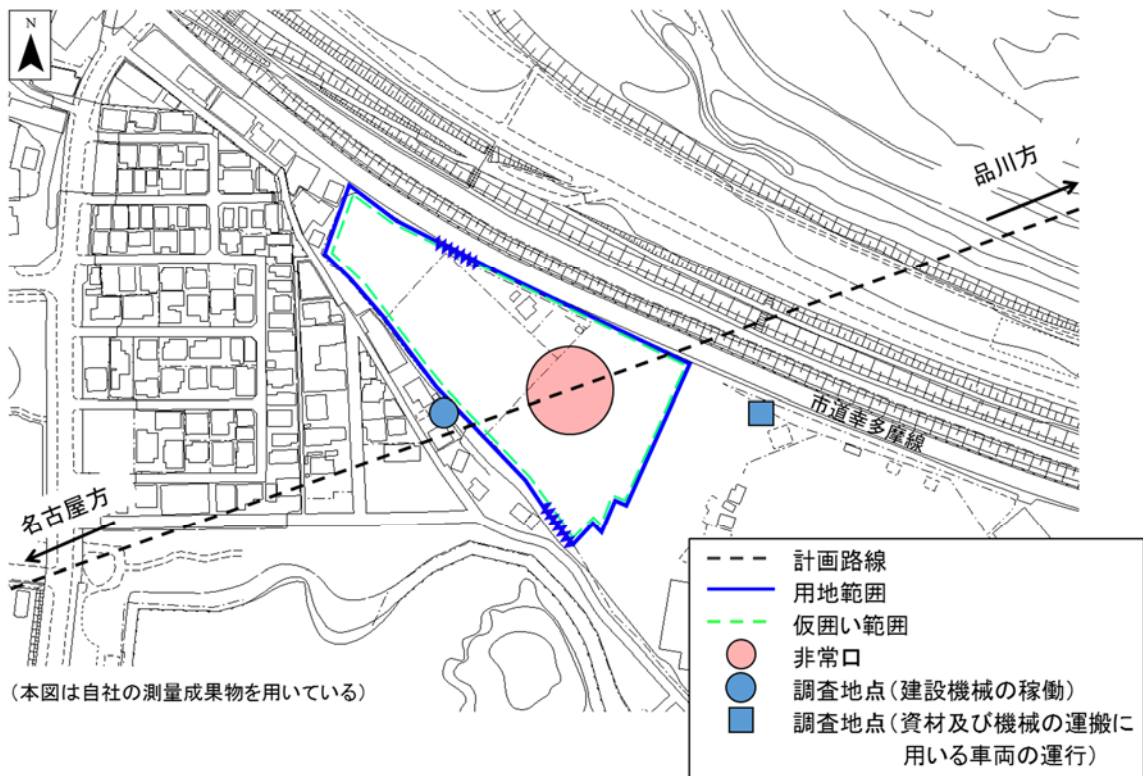 N
品川方
市道幸多摩線
名古屋方
(本図は自社の測量成果物を用いている)
計画路線
用地範囲
仮囲い範囲
非常口
調査地点(建設機械の稼働)
調査地点(資材及び機械の運搬に
用いる車両の運行)